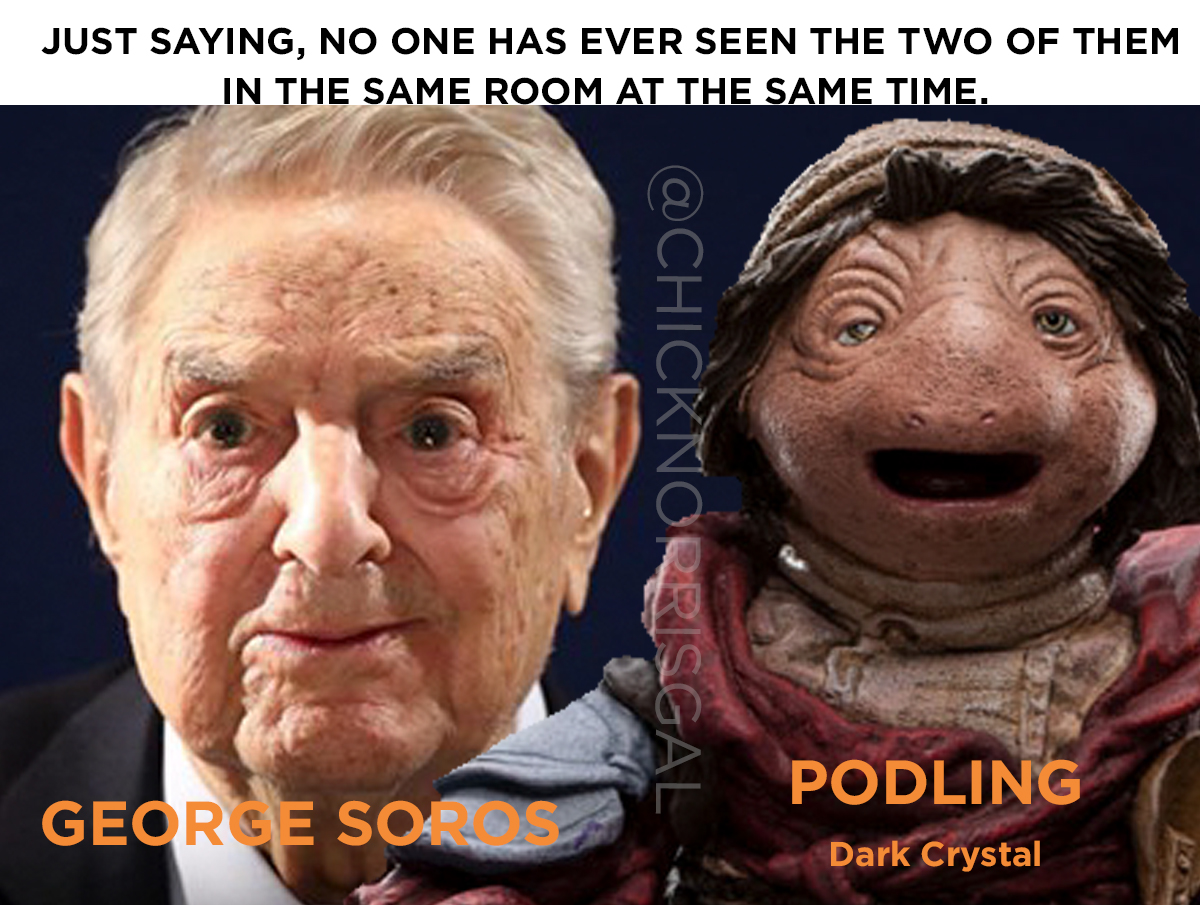 JUST SAYING, NO ONE HAS EVER SEEN THE TWO OF THEM
IN THE SAME ROOM AT THE SAME TIME.
@CHICKNORRISGAL
GEORGE SOROS
PODLING
Dark Crystal